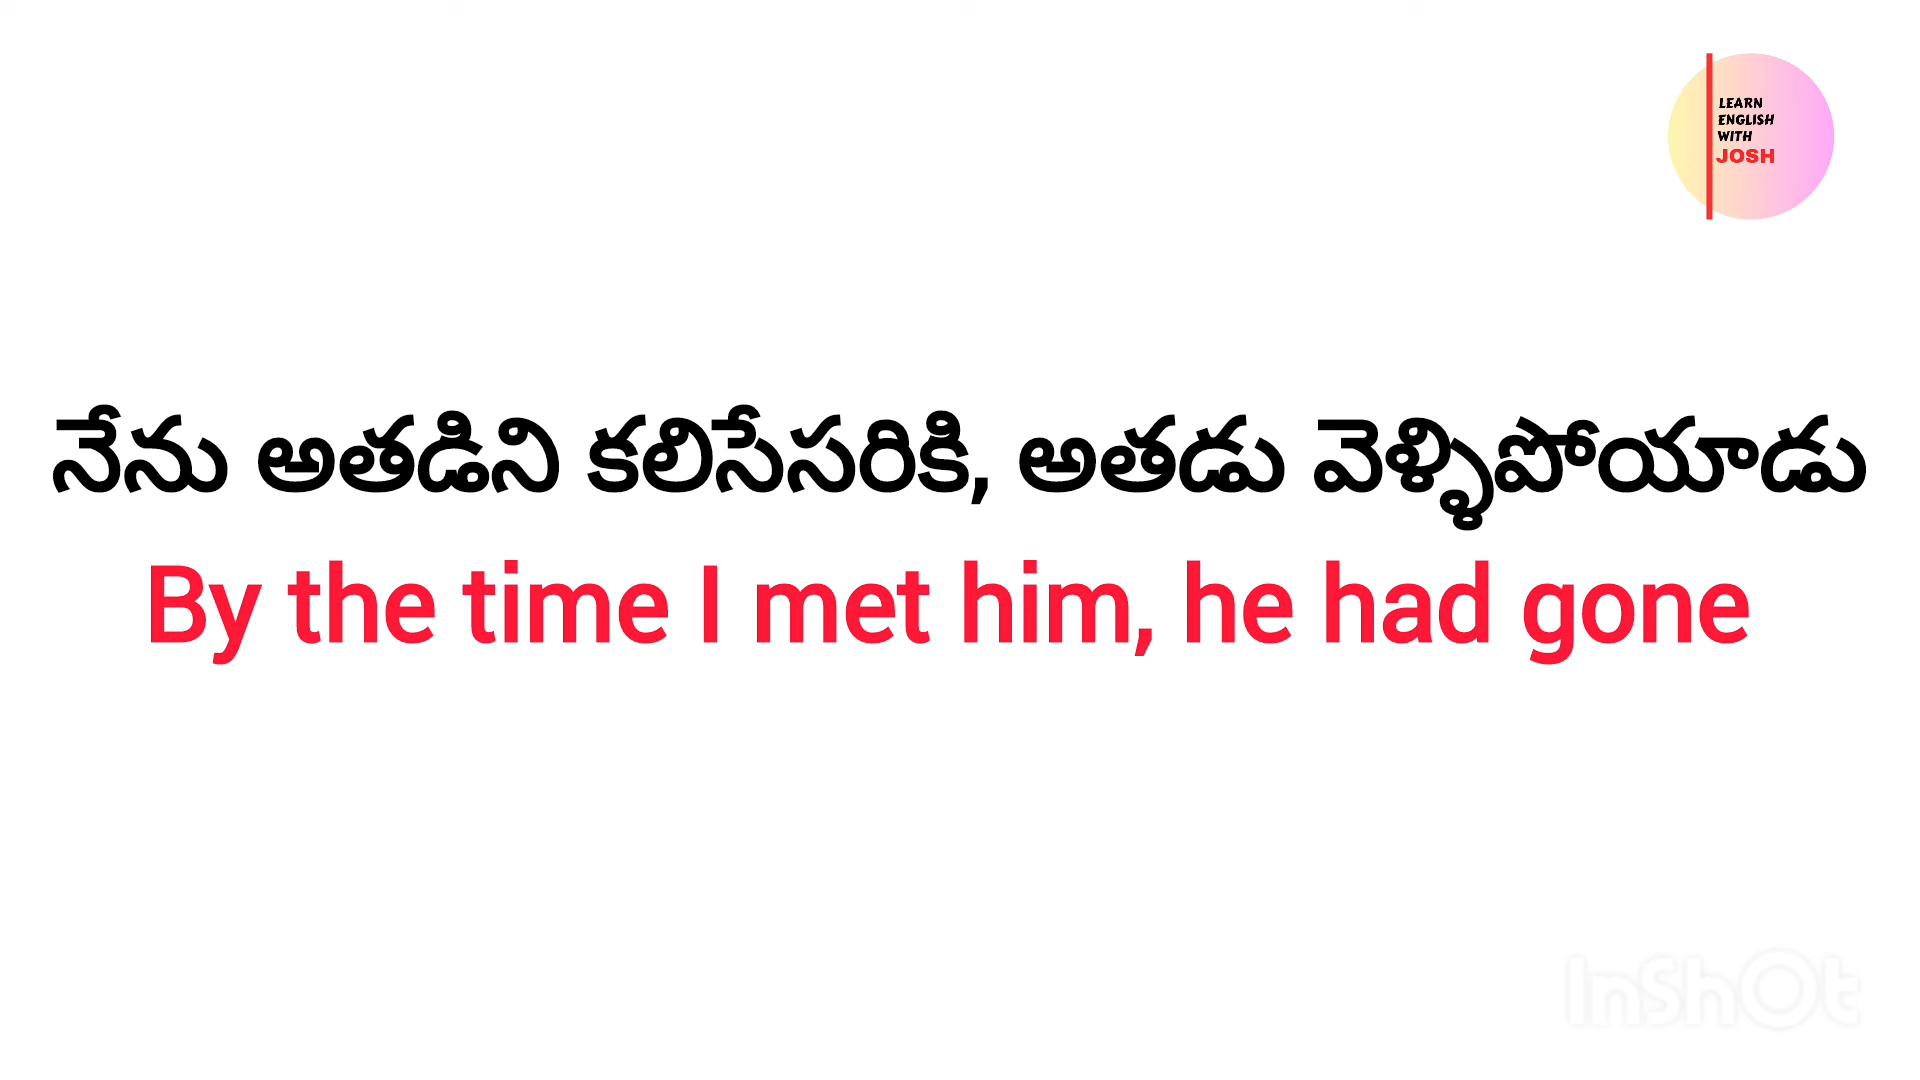 LEARN
ENGLISH
WITH
JOSH
నేను అతడిని కలిసేసరికి, అతడు వెళ్ళిపోయాడు
By the time I met him, he had gone
InShOt